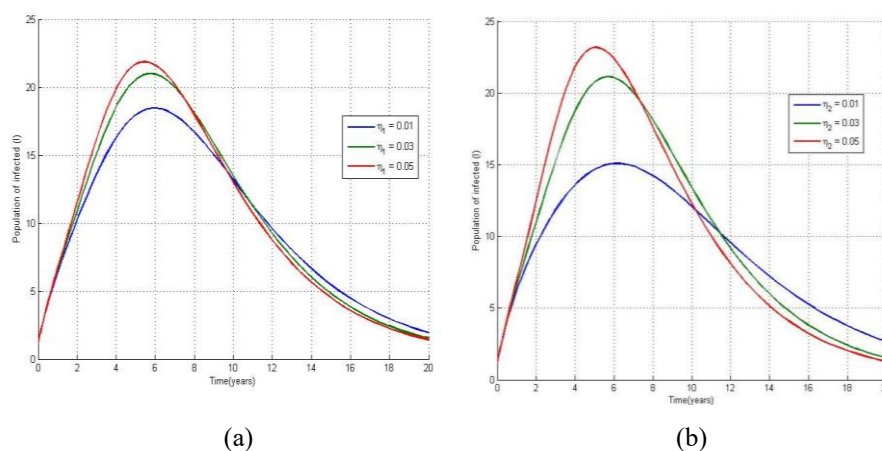 25
20
15
10
5
0
Population of infected (I)
0 2 4 6 8 10 12 14 16 18 20
Time(years)
η₁ = 0.01
η₁ = 0.03
η₁ = 0.05
(a)
25
20
15
10
5
0
Population of infected (I)
0 2 4 6 8 10 12 14 16 18
Time(years)
η₂ = 0.01
η₂ = 0.03
η₂ = 0.05
(b)